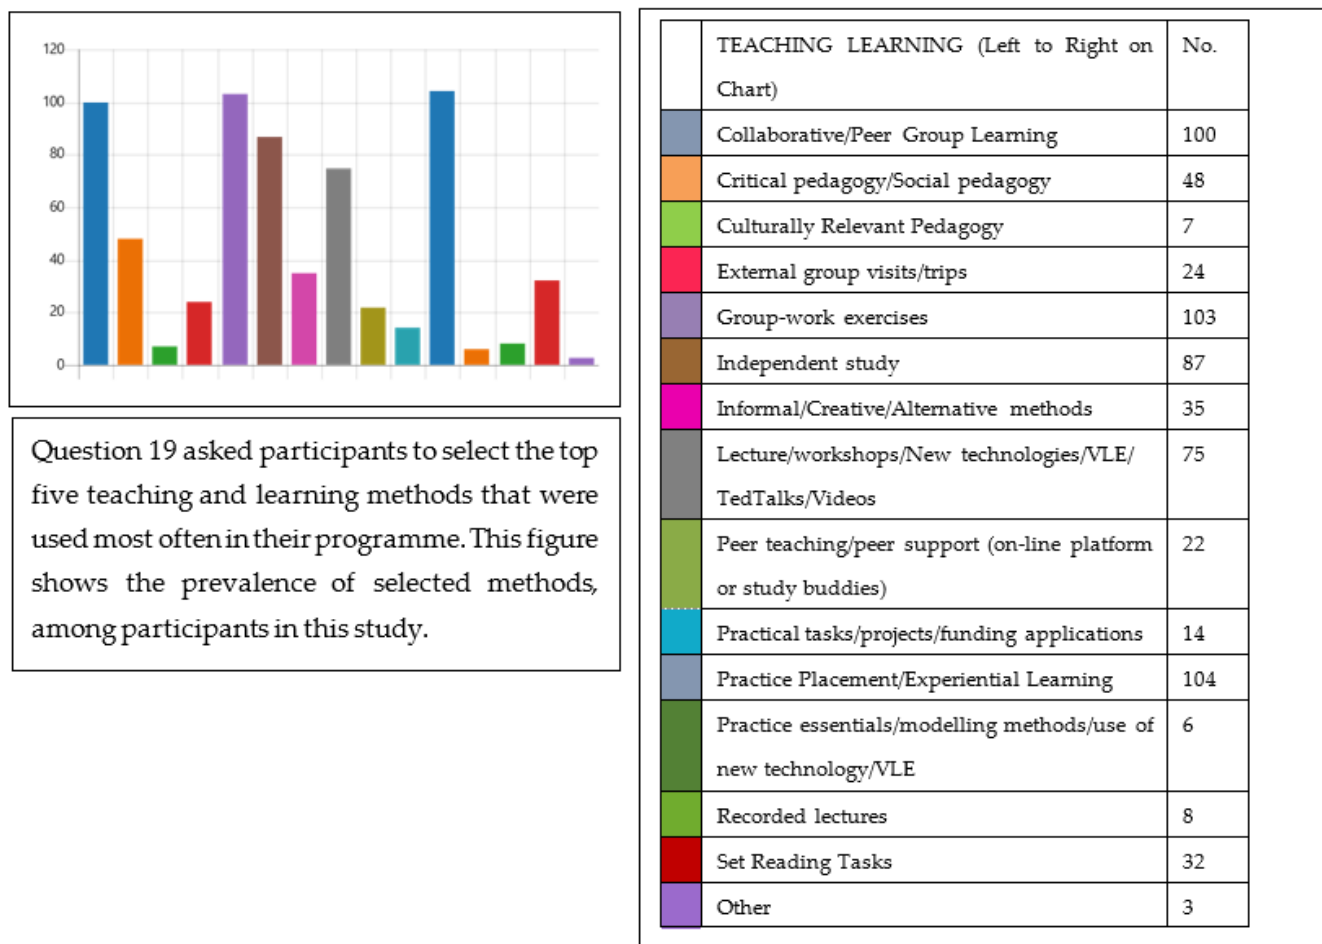 120
100
80
60
40
20
0
Question 19 asked participants to select the top
five teaching and learning methods that were
used most often in their programme. This figure
shows the prevalence of selected methods,
among participants in this study.
TEACHING LEARNING (Left to Right on
Chart)
No.
Collaborative/Peer Group Learning 100
Critical pedagogy/Social pedagogy 48
Culturally Relevant Pedagogy 7
External group visits/trips 24
Group-work exercises 103
Independent study 87
Informal/Creative/Alternative methods 35
Lecture/workshops/New technologies/VLE/ 75
TedTalks/Videos
Peer teaching/peer support (on-line platform 22
or study buddies)
Practical tasks/projects/funding applications 14
Practice Placement/Experiential Learning 104
Practice essentials/modelling methods/use of 6
new technology/VLE
Recorded lectures 8
Set Reading Tasks 32
Other 3